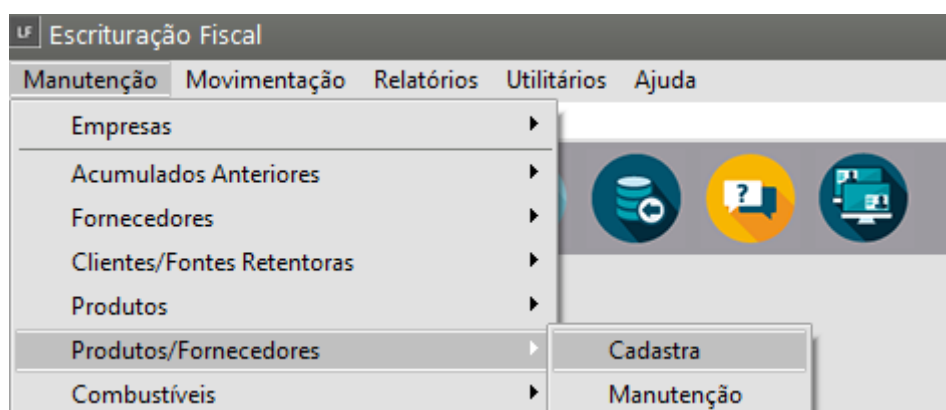 LF Escrituração Fiscal
Manutenção Movimentação Relatórios Utilitários Ajuda
Empresas
Acumulados Anteriores
Fornecedores
Clientes/Fontes Retentoras
Produtos
Produtos/Fornecedores Cadastra
Combustíveis Manutenção